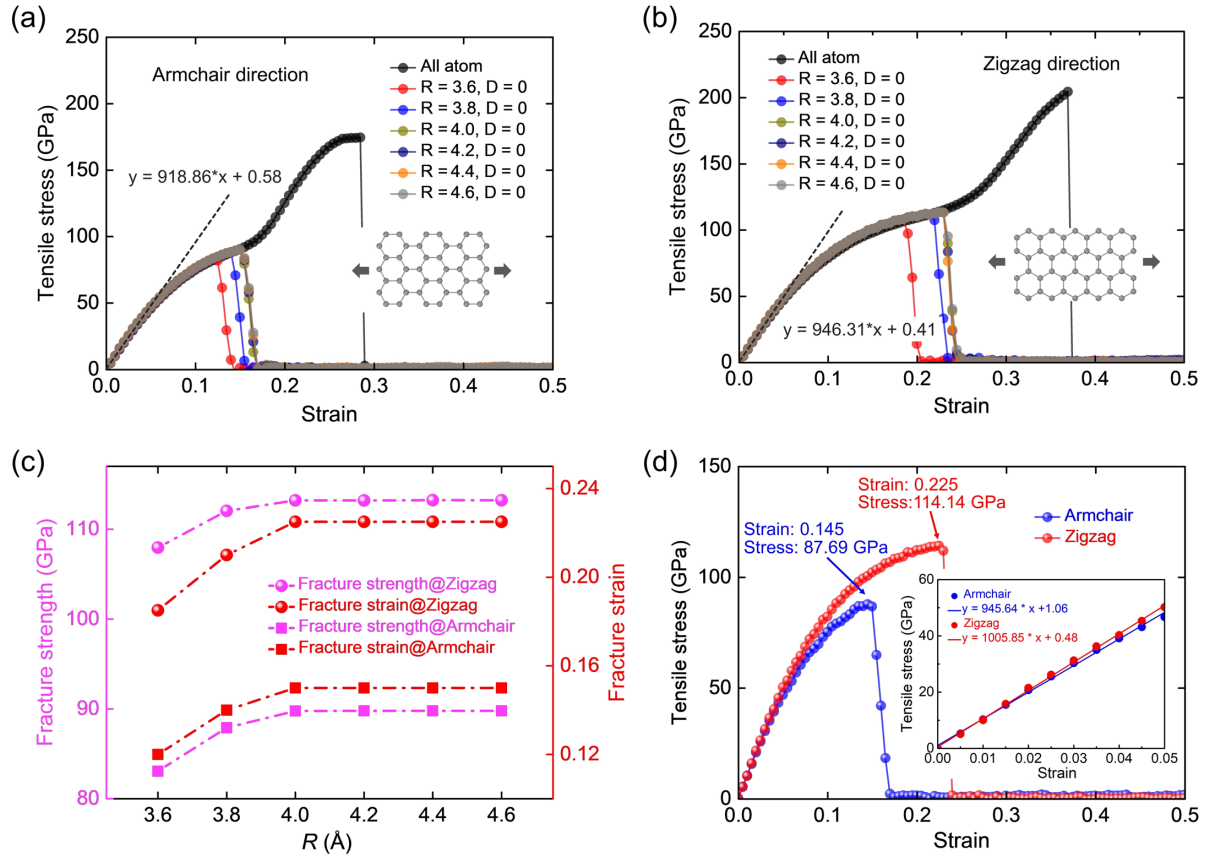 (a)
250
200
150
100
50
0
Tensile stress (GPa)
Armchair direction
All atom
R = 3.6, D = 0
R = 3.8, D = 0
R = 4.0, D = 0
R = 4.2, D = 0
R = 4.4, D = 0
R = 4.6, D = 0
y = 918.86*x + 0.58
0.0 0.1 0.2 0.3 0.4 0.5
Strain
(b)
250
200
150
100
50
0
Tensile stress (GPa)
Zigzag direction
All atom
R = 3.6, D = 0
R = 3.8, D = 0
R = 4.0, D = 0
R = 4.2, D = 0
R = 4.4, D = 0
R = 4.6, D = 0
y = 946.31*x + 0.41
0.0 0.1 0.2 0.3 0.4 0.5
Strain
(c)
110
100
90
80
Fracture strength (GPa)
Fracture strength@Zigzag
Fracture strain@Zigzag
Fracture strength@Armchair
Fracture strain@Armchair
0.24
0.20
0.16
0.12
Fracture strain
3.6 3.8 4.0 4.2 4.4 4.6
R (Å)
(d)
150
100
50
0
Tensile stress (GPa)
Strain: 0.225
Stress:114.14 GPa
Strain: 0.145
Stress: 87.69 GPa
Armchair
Zigzag
60
40
20
0
Tensile stress (GPa)
Armchair
y = 945.64 * x +1.06
Zigzag
y = 1005.85 * x + 0.48
0.00 0.01 0.02 0.03 0.04 0.05
Strain
0.0 0.1 0.2 0.3 0.4 0.5
Strain